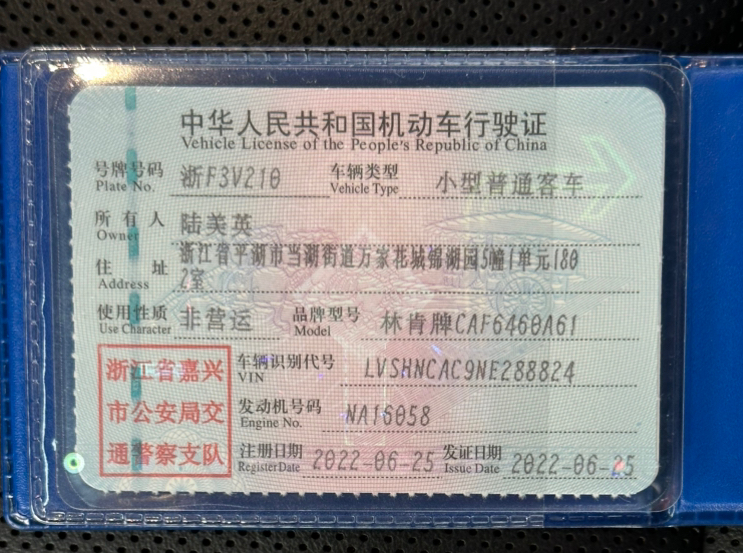 中华人民共和国机动车行驶证
Vehicle License of the People's Republic of China
号牌号码 浙F3V210 车辆类型 小型普通客车
Plate No. Vehicle Type
所有人 陆美英
Owner
住址 浙江省平湖市当湖街道万家花城锦湖园5幢1单元180
Address 2室
使用性质 非营运 品牌型号 林肯牌CAF6460A61
Use Character Model
浙江省嘉兴
市公安局交
通警察支队
车辆识别代号 LVSHNCAC9NE288824
VIN
发动机号码 NA16058
Engine No.
注册日期 2022-06-25 发证日期 2022-06-25
Register Date Issue Date